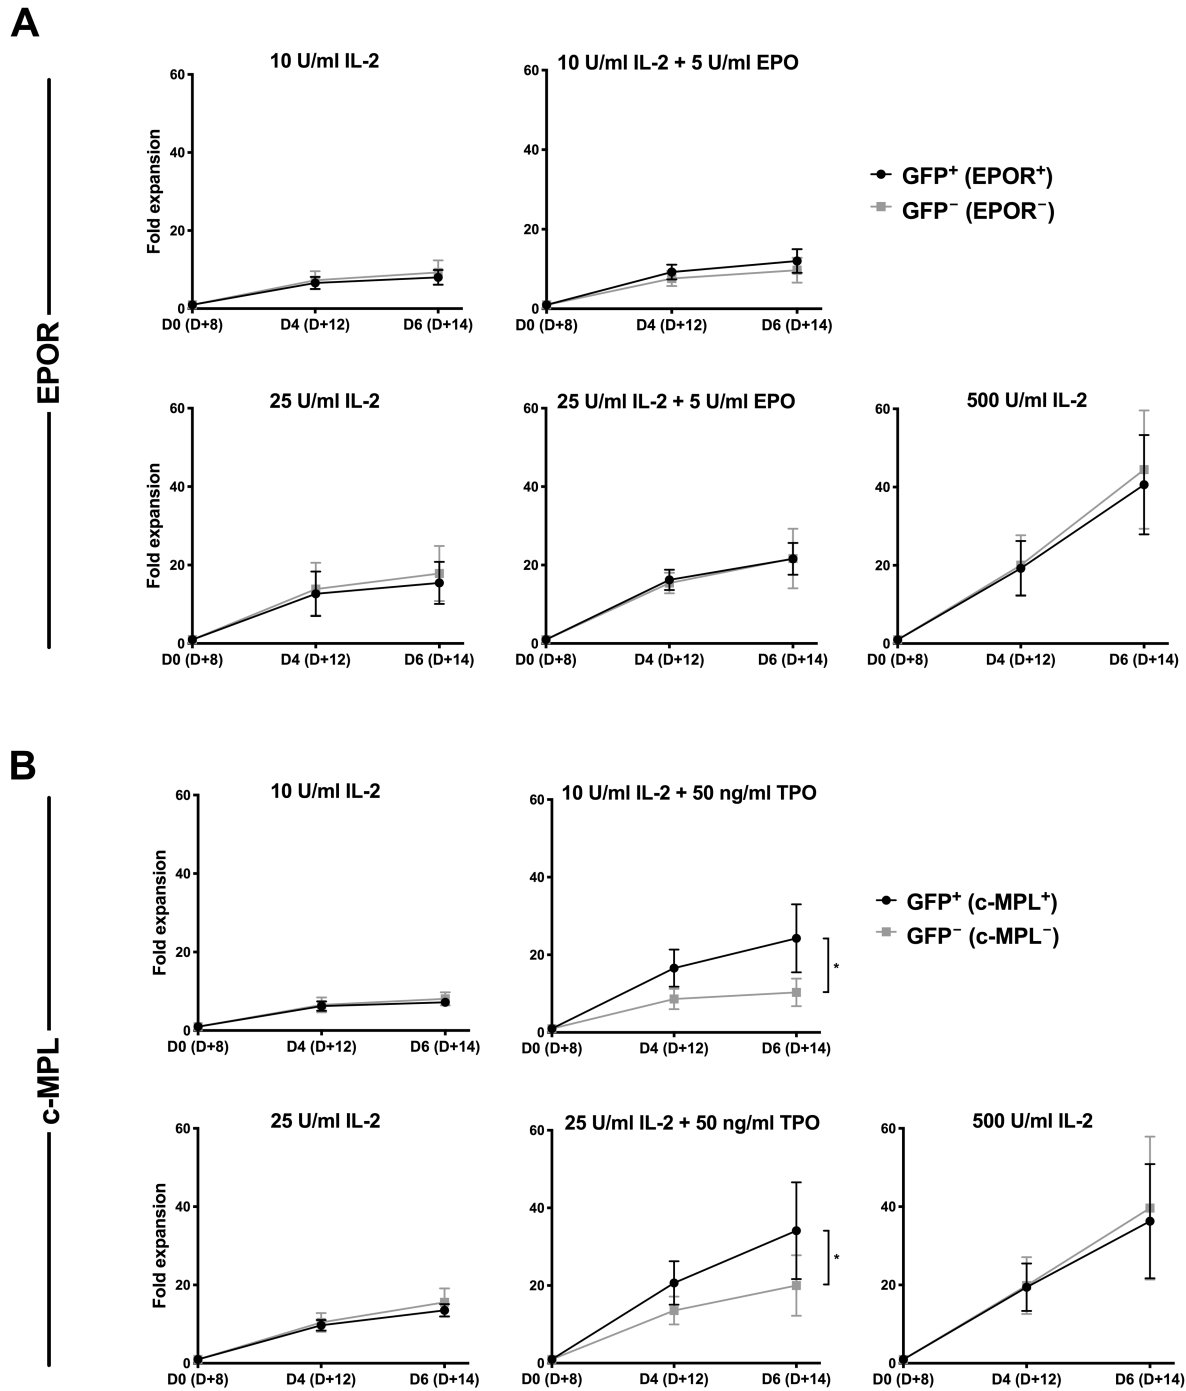 A
EPOR
10 U/ml IL-2
Fold expansion
60
40
20
0
D0 (D+8)
D4 (D+12)
D6 (D+14)
10 U/ml IL-2 + 5 U/ml EPO
60
40
20
0
D0 (D+8)
D4 (D+12)
D6 (D+14)
GFP⁺ (EPOR⁺)
GFP⁻ (EPOR⁻)
25 U/ml IL-2
Fold expansion
60
40
20
0
D0 (D+8)
D4 (D+12)
D6 (D+14)
25 U/ml IL-2 + 5 U/ml EPO
60
40
20
0
D0 (D+8)
D4 (D+12)
D6 (D+14)
500 U/ml IL-2
60
40
20
0
D0 (D+8)
D4 (D+12)
D6 (D+14)
B
c-MPL
10 U/ml IL-2
Fold expansion
60
40
20
0
D0 (D+8)
D4 (D+12)
D6 (D+14)
10 U/ml IL-2 + 50 ng/ml TPO
60
40
20
0
D0 (D+8)
D4 (D+12)
D6 (D+14)
*
GFP⁺ (c-MPL⁺)
GFP⁻ (c-MPL⁻)
25 U/ml IL-2
Fold expansion
60
40
20
0
D0 (D+8)
D4 (D+12)
D6 (D+14)
25 U/ml IL-2 + 50 ng/ml TPO
60
40
20
0
D0 (D+8)
D4 (D+12)
D6 (D+14)
*
500 U/ml IL-2
60
40
20
0
D0 (D+8)
D4 (D+12)
D6 (D+14)